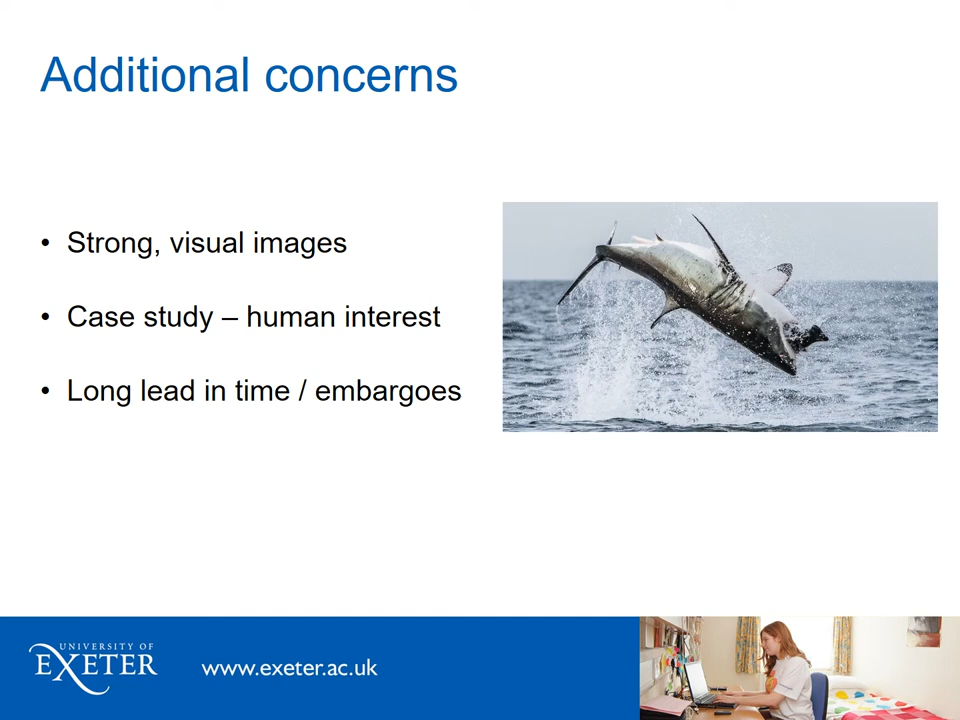 Additional concerns
• Strong, visual images
• Case study – human interest
• Long lead in time / embargoes
UNIVERSITY OF
EXETER
www.exeter.ac.uk